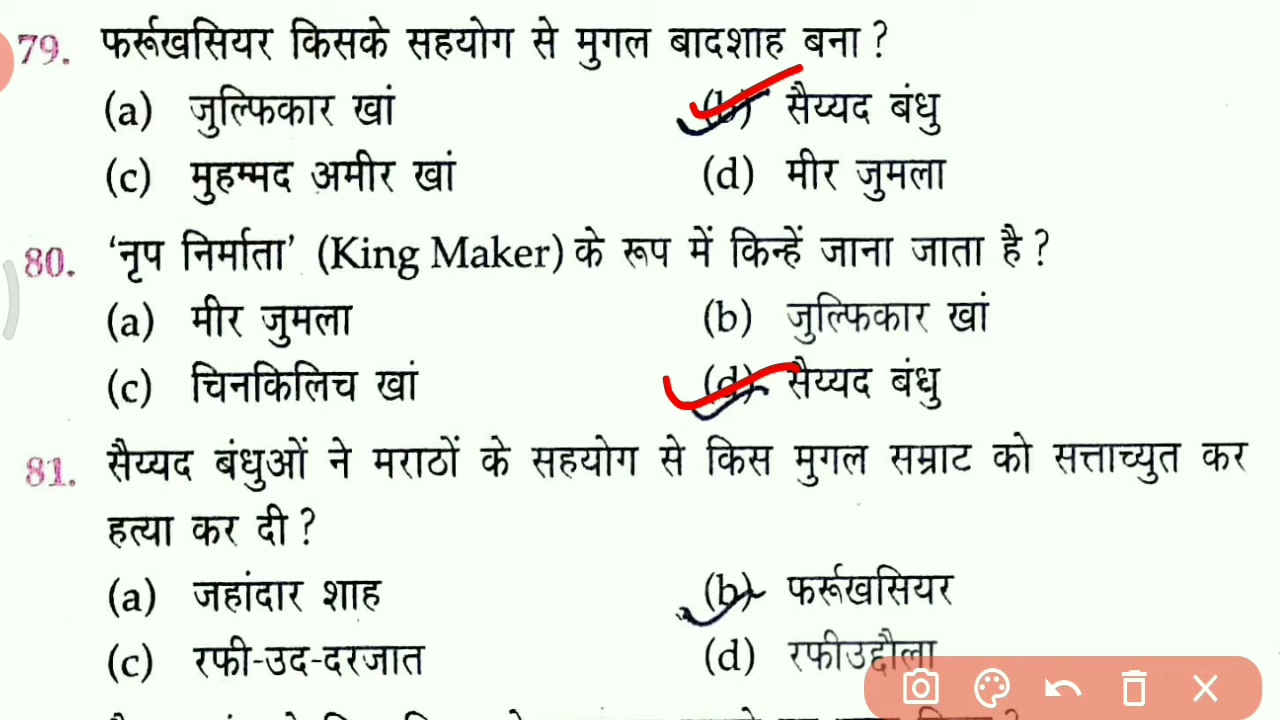 79. फर्रूखसियर किसके सहयोग से मुगल बादशाह बना ?
(a) जुल्फिकार खां (b) सैय्यद बंधु
(c) मुहम्मद अमीर खां (d) मीर जुमला
80. 'नृप निर्माता' (King Maker) के रूप में किन्हें जाना जाता है ?
(a) मीर जुमला (b) जुल्फिकार खां
(c) चिनकिलिच खां (d) सैय्यद बंधु
81. सैय्यद बंधुओं ने मराठों के सहयोग से किस मुगल सम्राट को सत्ताच्युत कर
हत्या कर दी ?
(a) जहांदार शाह (b) फर्रूखसियर
(c) रफी-उद-दरजात (d) रफीउद्दौला